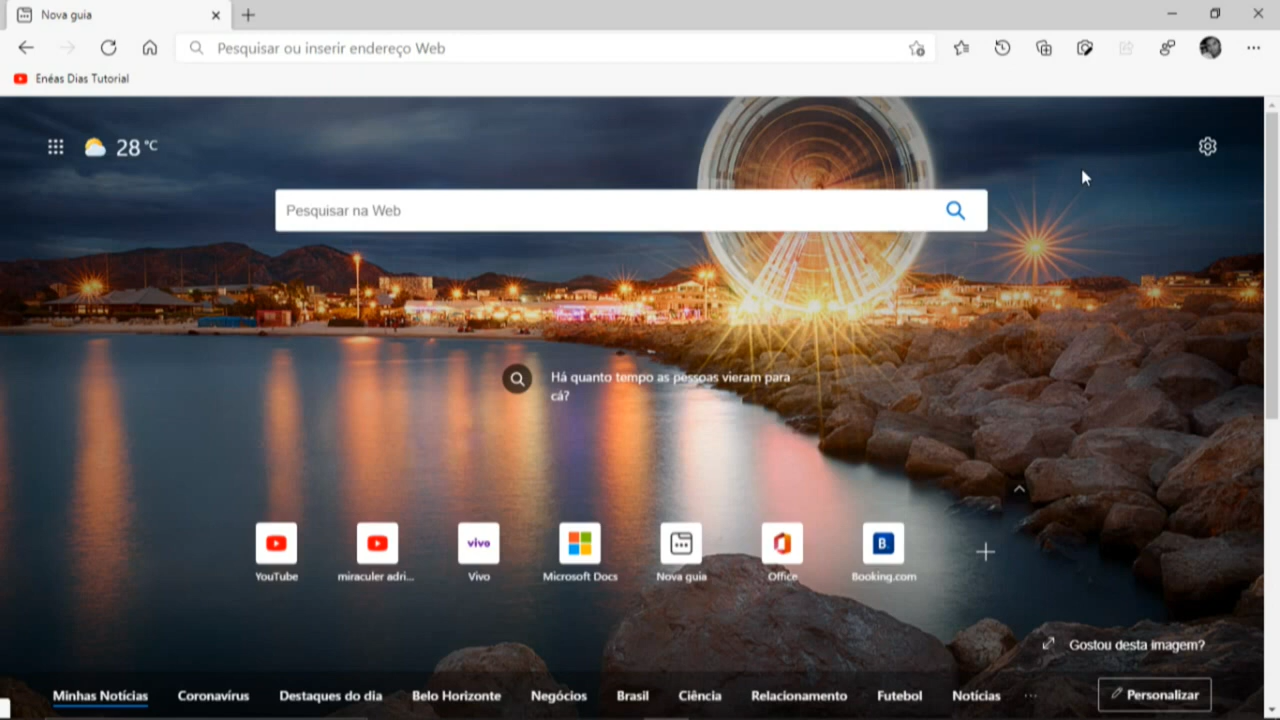 Nova guia
Pesquisar ou inserir endereço Web
Enéas Dias Tutorial
28 °C
Pesquisar na Web
Há quanto tempo as pessoas vieram para
cá?
vivo
B
YouTube
miraculer adri...
Vivo
Microsoft Docs
Nova guia
Office
Booking.com
Gostou desta imagem?
Minhas Notícias
Coronavírus
Destaques do dia
Belo Horizonte
Negócios
Brasil
Ciência
Relacionamento
Futebol
Notícias
...
Personalizar